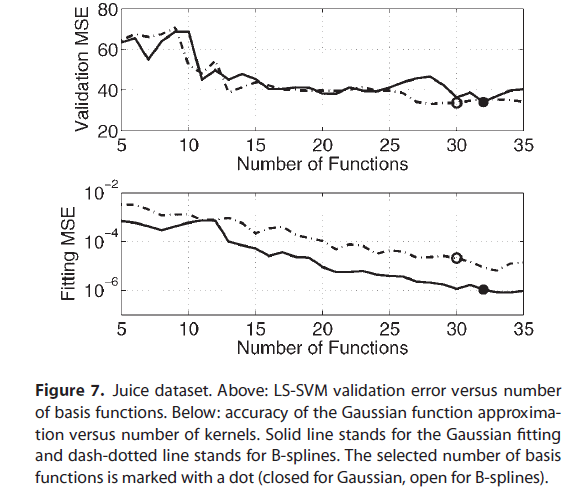 Validation MSE
80
60
40
20
5 10 15 20 25 30 35
Number of Functions
Fitting MSE
10⁻²
10⁻⁴
10⁻⁶
5 10 15 20 25 30 35
Number of Functions
Figure 7. Juice dataset. Above: LS-SVM validation error versus number
of basis functions. Below: accuracy of the Gaussian function approxima-
tion versus number of kernels. Solid line stands for the Gaussian fitting
and dash-dotted line stands for B-splines. The selected number of basis
functions is marked with a dot (closed for Gaussian, open for B-splines).